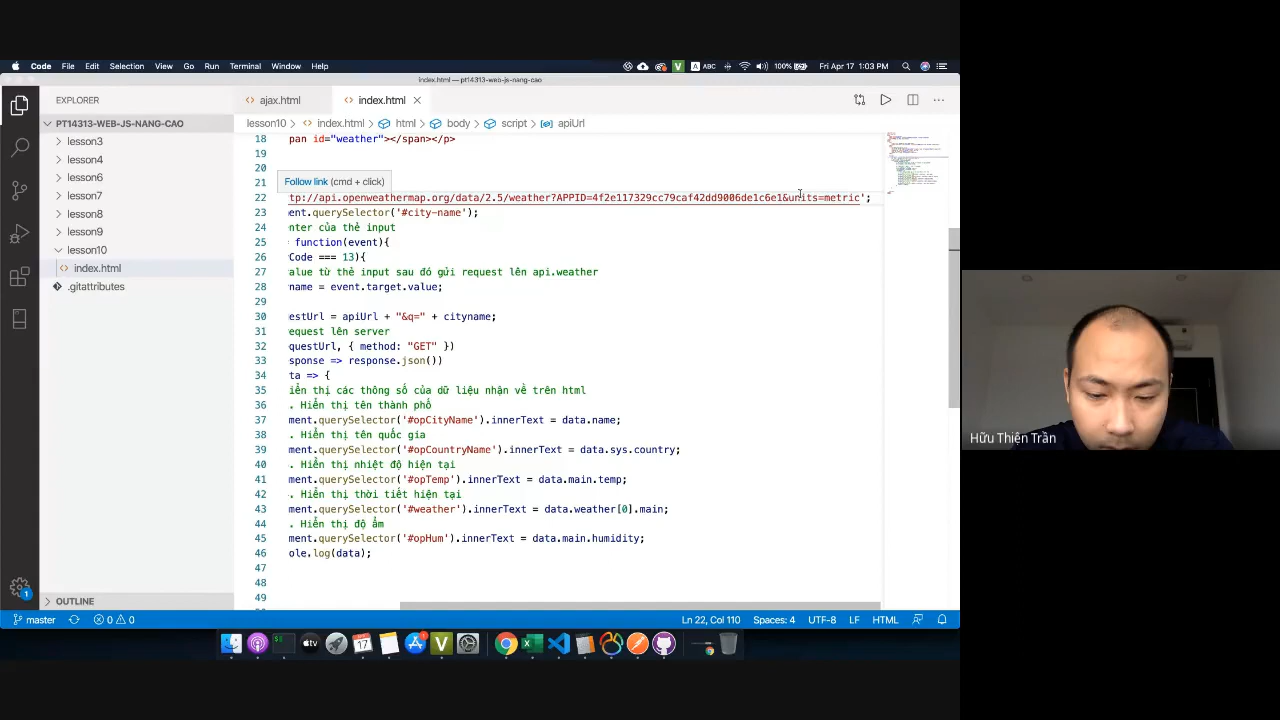 Code File Edit Selection View Go Run Terminal Window Help
V A ABC 100% Fri Apr 17 1:03 PM
index.html — pt14313-web-js-nang-cao
EXPLORER
ajax.html
index.html
PT14313-WEB-JS-NANG-CAO
lesson3
lesson4
lesson6
lesson7
lesson8
lesson9
lesson10
index.html
.gitattributes
OUTLINE
lesson10 > index.html > html > body > script > apiUrl
18 pan id="weather"></span></p>
19
20
21
Follow link (cmd + click)
22 tp://api.openweathermap.org/data/2.5/weather?APPID=4f2e117329cc79caf42dd9006de1c6e1&units=metric';
23 ent.querySelector('#city-name');
24 nter của thẻ input
25 function(event){
26 Code === 13){
27 alue từ thẻ input sau đó gửi request lên api.weather
28 name = event.target.value;
29
30 estUrl = apiUrl + "&q=" + cityname;
31 equest lên server
32 questUrl, { method: "GET" })
33 sponse => response.json())
34 ta => {
35 iển thị các thông số của dữ liệu nhận về trên html
36 . Hiển thị tên thành phố
37 ment.querySelector('#opCityName').innerText = data.name;
38 . Hiển thị tên quốc gia
39 ment.querySelector('#opCountryName').innerText = data.sys.country;
40 . Hiển thị nhiệt độ hiện tại
41 ment.querySelector('#opTemp').innerText = data.main.temp;
42 . Hiển thị thời tiết hiện tại
43 ment.querySelector('#weather').innerText = data.weather[0].main;
44 . Hiển thị độ ẩm
45 ment.querySelector('#opHum').innerText = data.main.humidity;
46 ole.log(data);
47
48
49
master 0 0 Ln 22, Col 110 Spaces: 4 UTF-8 LF HTML
1
17
tv
V
Hữu Thiện Trần